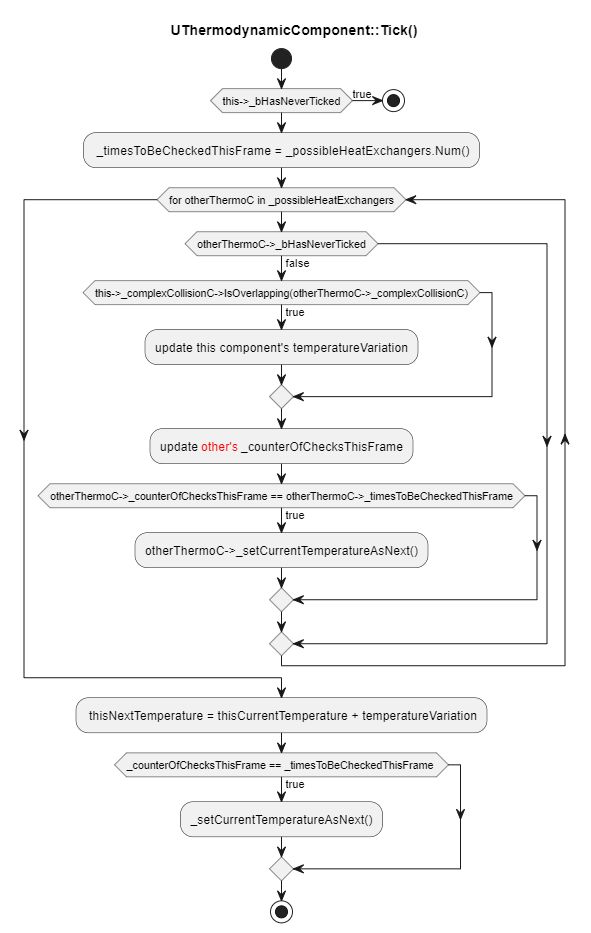 UThermodynamicComponent::Tick()
this->_bHasNeverTicked
true
_timesToBeCheckedThisFrame = _possibleHeatExchangers.Num()
for otherThermoC in _possibleHeatExchangers
otherThermoC->_bHasNeverTicked
false
this->_complexCollisionC->IsOverlapping(otherThermoC->_complexCollisionC)
true
update this component's temperatureVariation
update other's _counterOfChecksThisFrame
otherThermoC->_counterOfChecksThisFrame == otherThermoC->_timesToBeCheckedThisFrame
true
otherThermoC->_setCurrentTemperatureAsNext()
thisNextTemperature = thisCurrentTemperature + temperatureVariation
_counterOfChecksThisFrame == _timesToBeCheckedThisFrame
true
_setCurrentTemperatureAsNext()